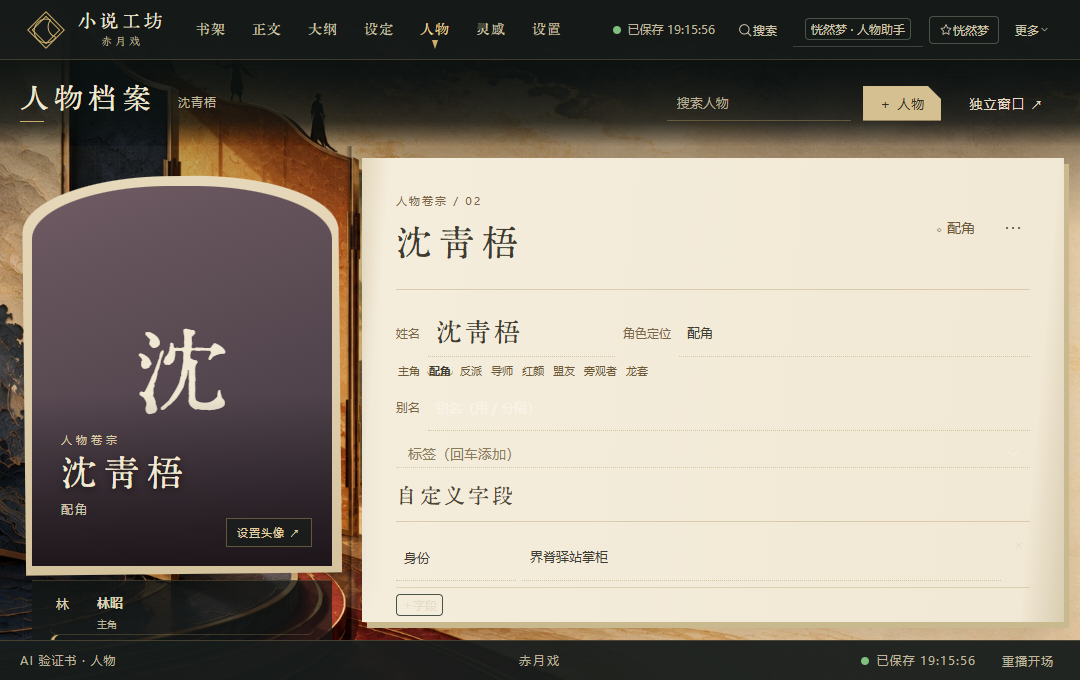 小说工坊
赤月戏
书架 正文 大纲 设定 人物 灵感 设置
已保存 19:15:56
搜索
恍然梦 · 人物助手
☆恍然梦
更多
人物档案
沈青梧
搜索人物
+ 人物
独立窗口 ↗
沈
人物卷宗
沈青梧
配角
设置头像 ↗
林
林昭
主角
人物卷宗 / 02
沈青梧
配角
...
姓名 沈青梧
角色定位 配角
主角 配角 反派 导师 红颜 盟友 旁观者 龙套
别名 别名（用 / 分隔）
标签（回车添加）
自定义字段
身份 界脊驿站掌柜
+字段
AI 验证书 · 人物
赤月戏
已保存 19:15:56
重播开场